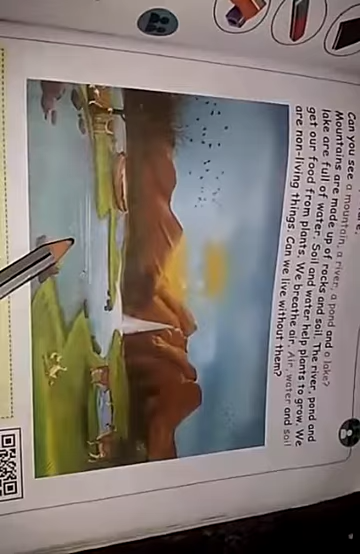 Can you see a mountain, a river, a pond and a lake?
Mountains are made up of rocks and soil. The river, pond and
lake are full of water. Soil and water help plants to grow. We
get our food from plants. We breathe air. Air, water and soil
are non-living things. Can we live without them?